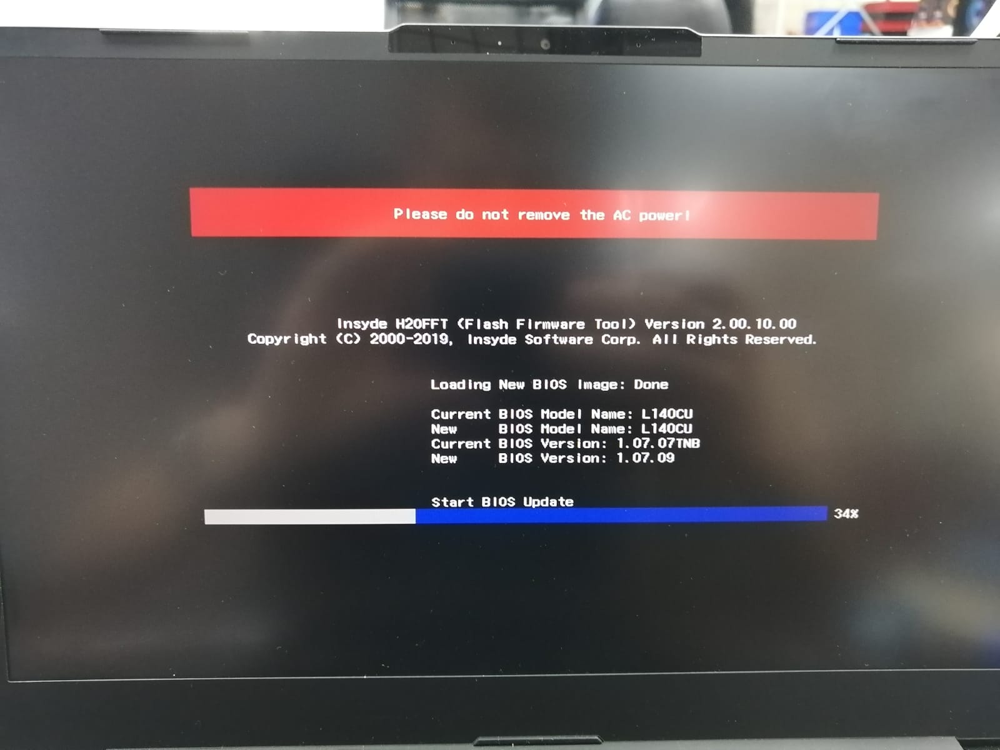 Please do not remove the AC power!
Insyde H2OFFT (Flash Firmware Tool) Version 2.00.10.00
Copyright (C) 2000-2019, Insyde Software Corp. All Rights Reserved.
Loading New BIOS Image: Done
Current BIOS Model Name: L140CU
New BIOS Model Name: L140CU
Current BIOS Version: 1.07.07TNB
New BIOS Version: 1.07.09
Start BIOS Update
34%